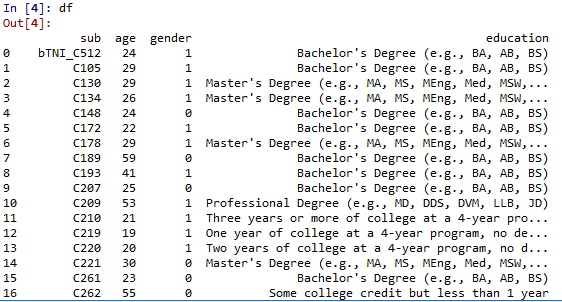 In [4]: df
Out[4]:
sub age gender education
0 bTNI_C512 24 1 Bachelor's Degree (e.g., BA, AB, BS)
1 C105 29 1 Bachelor's Degree (e.g., BA, AB, BS)
2 C130 29 1 Master's Degree (e.g., MA, MS, MEng, Med, MSW,...
3 C134 26 1 Master's Degree (e.g., MA, MS, MEng, Med, MSW,...
4 C148 24 0 Bachelor's Degree (e.g., BA, AB, BS)
5 C172 22 1 Bachelor's Degree (e.g., BA, AB, BS)
6 C178 29 1 Master's Degree (e.g., MA, MS, MEng, Med, MSW,...
7 C189 59 0 Bachelor's Degree (e.g., BA, AB, BS)
8 C193 41 1 Bachelor's Degree (e.g., BA, AB, BS)
9 C207 25 0 Bachelor's Degree (e.g., BA, AB, BS)
10 C209 53 1 Professional Degree (e.g., MD, DDS, DVM, LLB, JD)
11 C210 21 1 Three years or more of college at a 4-year pro...
12 C219 19 1 One year of college at a 4-year program, no de...
13 C220 20 1 Two years of college at a 4-year program, no d...
14 C221 30 0 Master's Degree (e.g., MA, MS, MEng, Med, MSW,...
15 C261 23 0 Bachelor's Degree (e.g., BA, AB, BS)
16 C262 55 0 Some college credit but less than 1 year